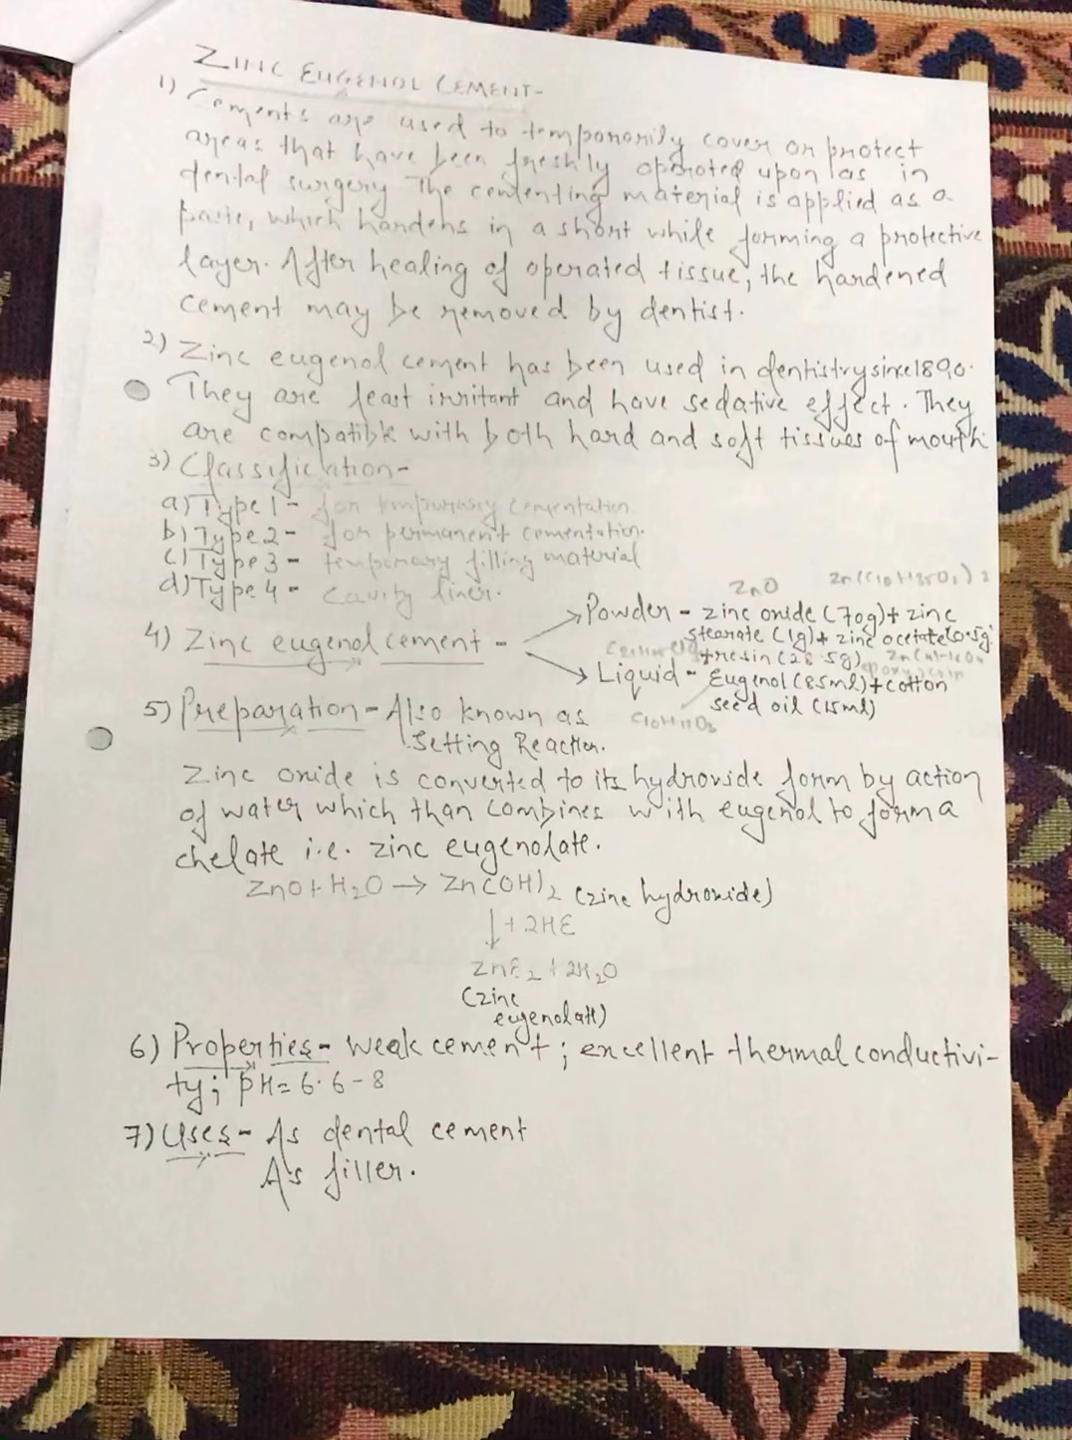 ZINC EUGENOL CEMENT-
1) Cements are used to temporarily cover or protect
areas that have been freshly operated upon as in
dental surgery The cementing material is applied as a
paste, which hardens in a short while forming a protective
layer. After healing of operated tissue, the hardened
cement may be removed by dentist.
2) Zinc eugenol cement has been used in dentistry since 1890.
They are least irritant and have sedative effect. They
are compatible with both hard and soft tissues of mouth
3) Classification-
a) Type 1- for temporary cementation
b) Type 2- for permanent cementation.
c) Type 3- temporary filling material
d) Type 4- cavity liner.
ZnO
4) Zinc eugenol cement -
→ Powder - zinc oxide (70g) + zinc
stearate (1g) + zinc acetate (0.5g)
+ resin (28.5g)
→ Liquid - Eugenol (85ml) + cotton
seed oil (15ml)
5) Preparation - Also known as
Setting Reaction.
Zinc oxide is converted to its hydroxide form by action
of water which than combines with eugenol to form a
chelate i.e. zinc eugenolate.
ZnO + H2O → Zn(OH)2 (zinc hydroxide)
↓ + 2HE
ZnE2 + 2H2O
(zinc
eugenolate)
6) Properties - Weak cement; excellent thermal conductivi-
ty; pH = 6.6-8
7) Uses - As dental cement
As filler.